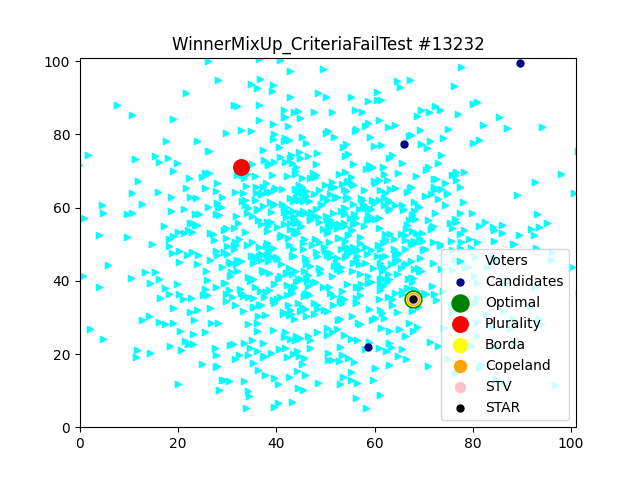 WinnerMixUp_CriteriaFailTest #13232
100
80
60
40
20
0
0 20 40 60 80 100
Voters
Candidates
Optimal
Plurality
Borda
Copeland
STV
STAR